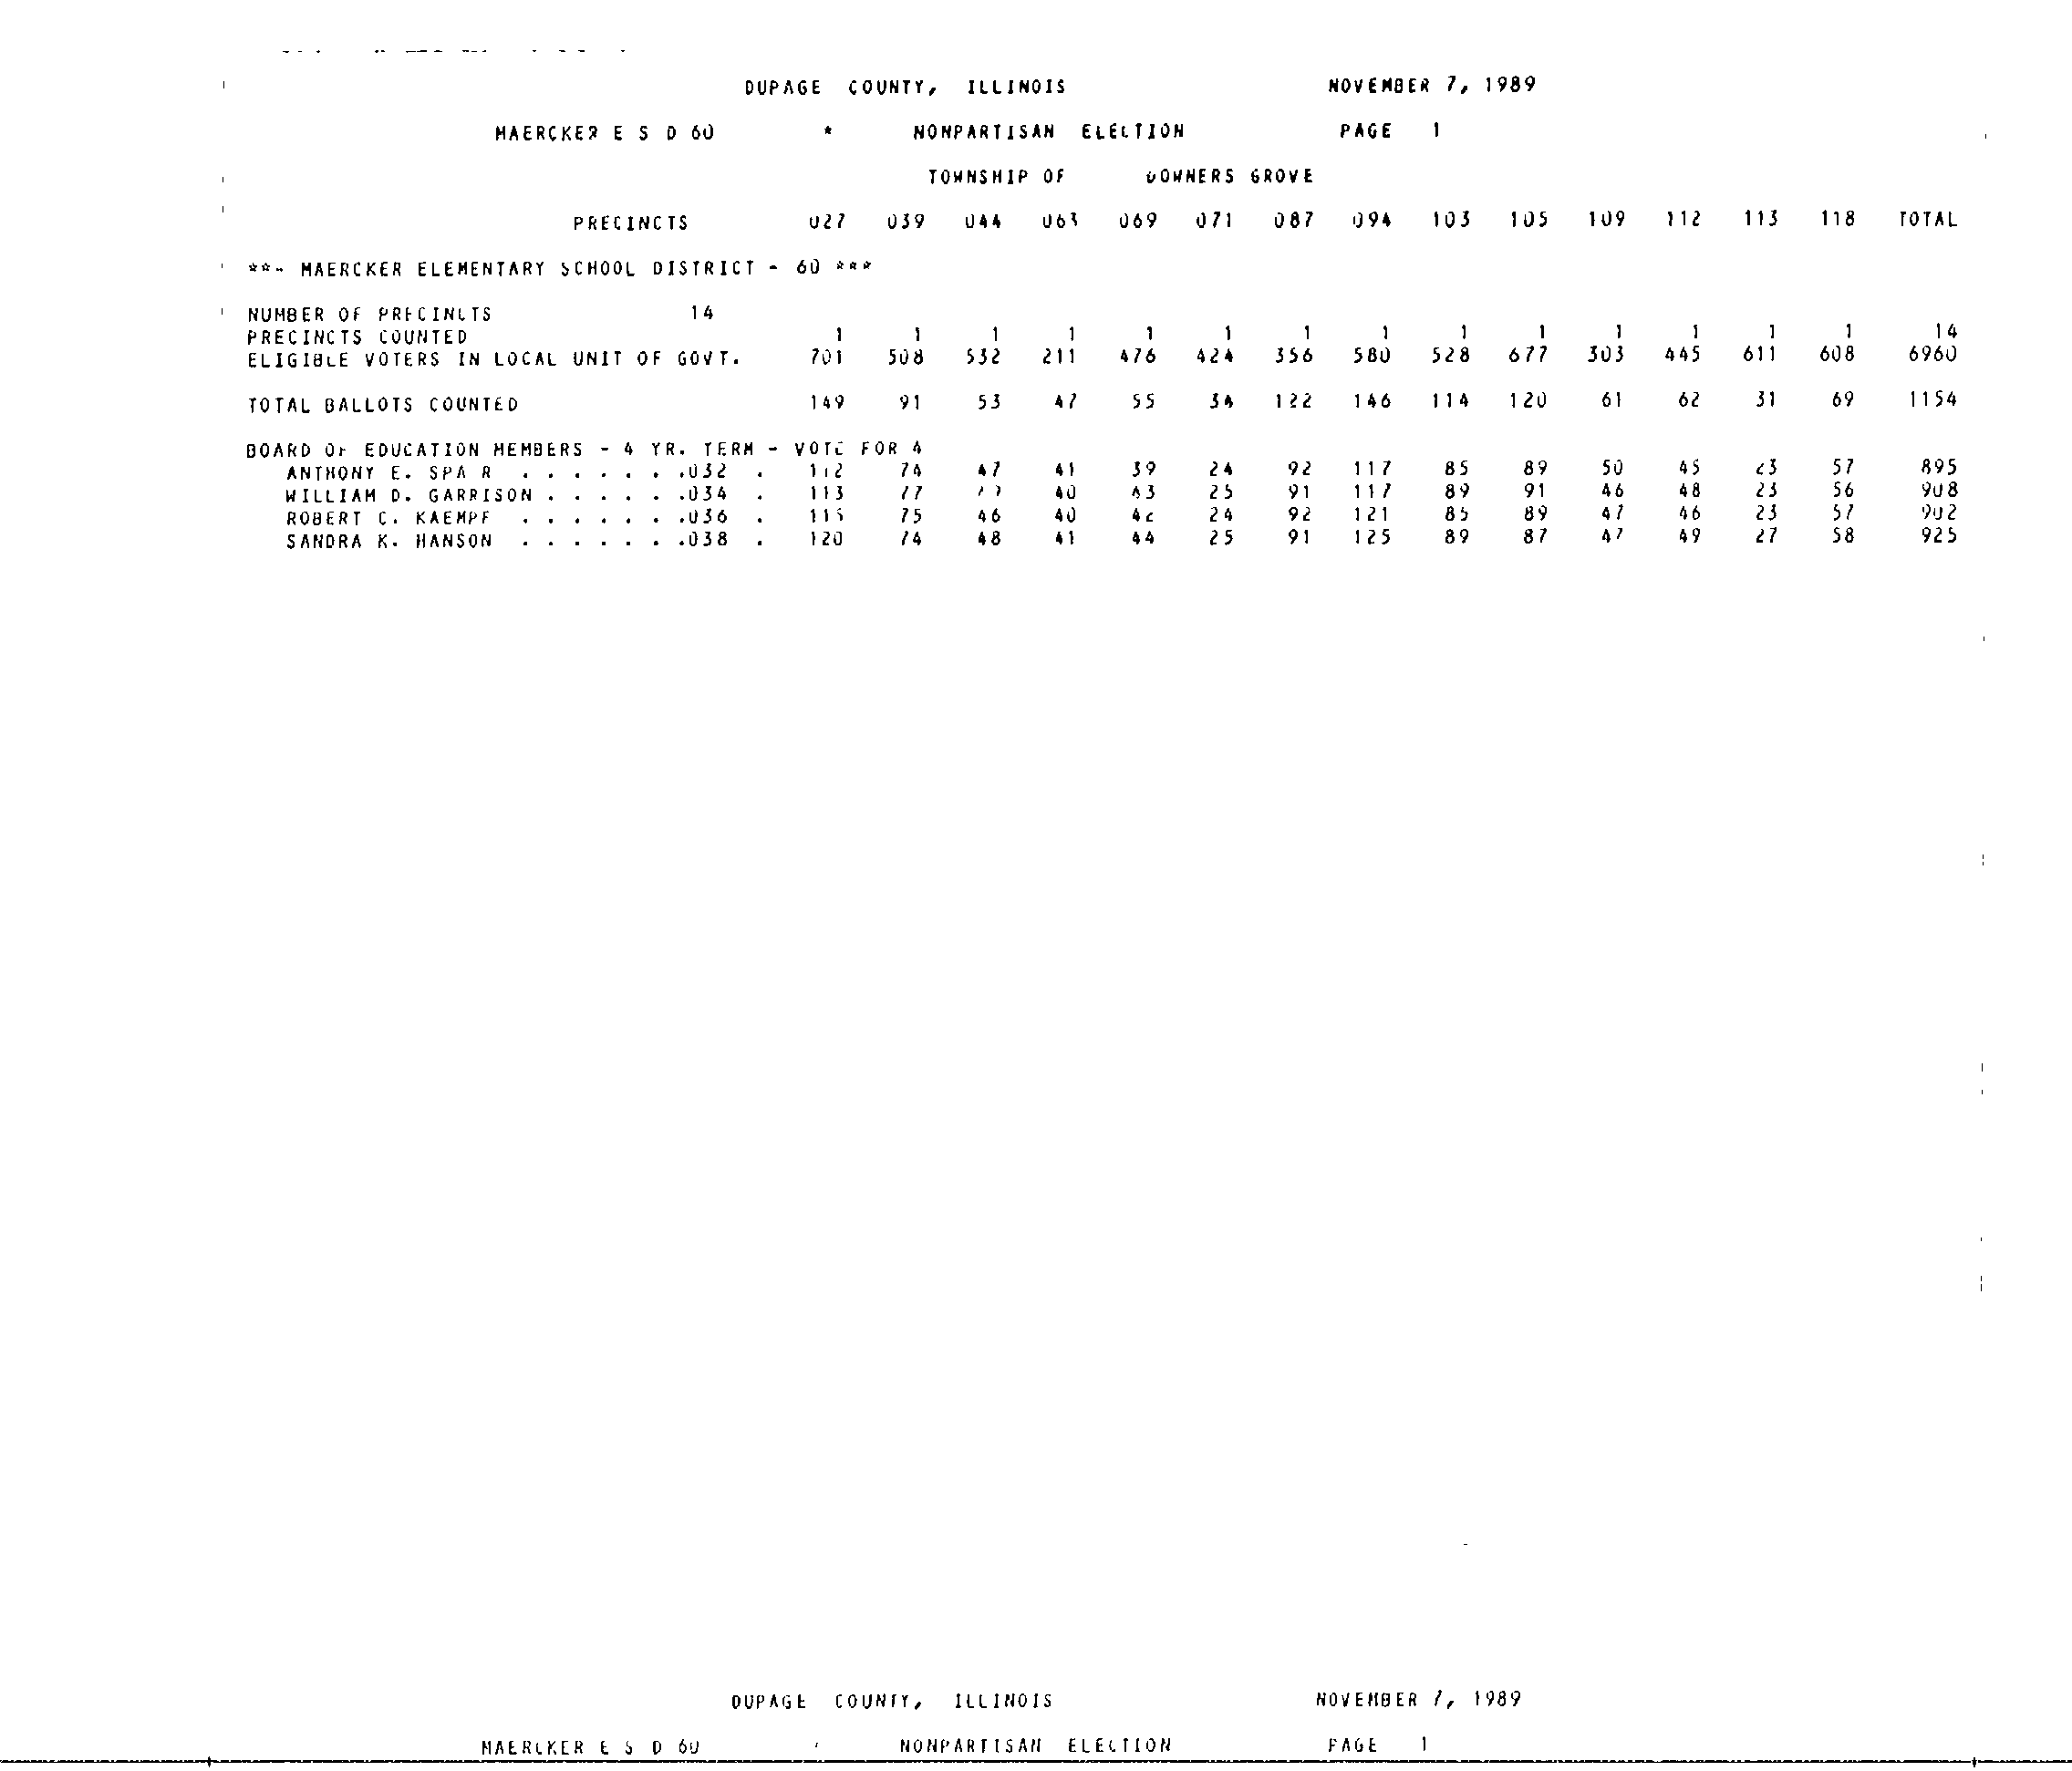 DUPAGE COUNTY, ILLINOIS NOVEMBER 7, 1989
MAERCKER E S D 60 * NONPARTISAN ELECTION PAGE 1
TOWNSHIP OF DOWNERS GROVE
PRECINCTS 027 039 044 063 069 071 087 094 103 105 109 112 113 118 TOTAL
**- MAERCKER ELEMENTARY SCHOOL DISTRICT - 60 ***
NUMBER OF PRECINCTS 14
PRECINCTS COUNTED 1 1 1 1 1 1 1 1 1 1 1 1 1 1 14
ELIGIBLE VOTERS IN LOCAL UNIT OF GOVT. 701 508 532 211 476 424 356 580 528 677 303 445 611 608 6960
TOTAL BALLOTS COUNTED 149 91 53 47 55 34 122 146 114 120 61 62 31 69 1154
BOARD OF EDUCATION MEMBERS - 4 YR. TERM - VOTE FOR 4
ANTHONY E. SPA R . . . . . . .032 . 112 74 47 41 39 24 92 117 85 89 50 45 23 57 895
WILLIAM D. GARRISON . . . . . .034 . 113 77 40 43 25 91 117 89 91 46 48 23 56 908
ROBERT C. KAEMPF . . . . . . .036 . 115 75 46 40 42 24 92 121 85 89 47 46 23 57 902
SANDRA K. HANSON . . . . . . .038 . 120 74 48 41 44 25 91 125 89 87 47 49 27 58 925
DUPAGE COUNTY, ILLINOIS NOVEMBER 7, 1989
MAERCKER E S D 60 NONPARTISAN ELECTION PAGE 1